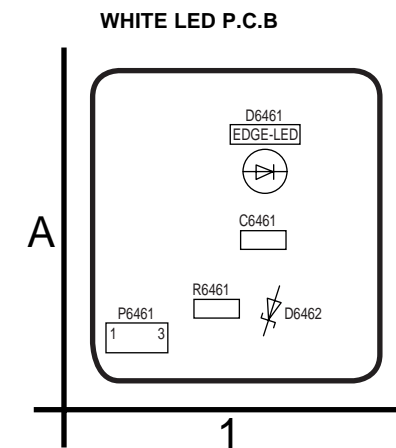 WHITE LED P.C.B
D6461
EDGE-LED
C6461
A
R6461
D6462
P6461
1 3
1